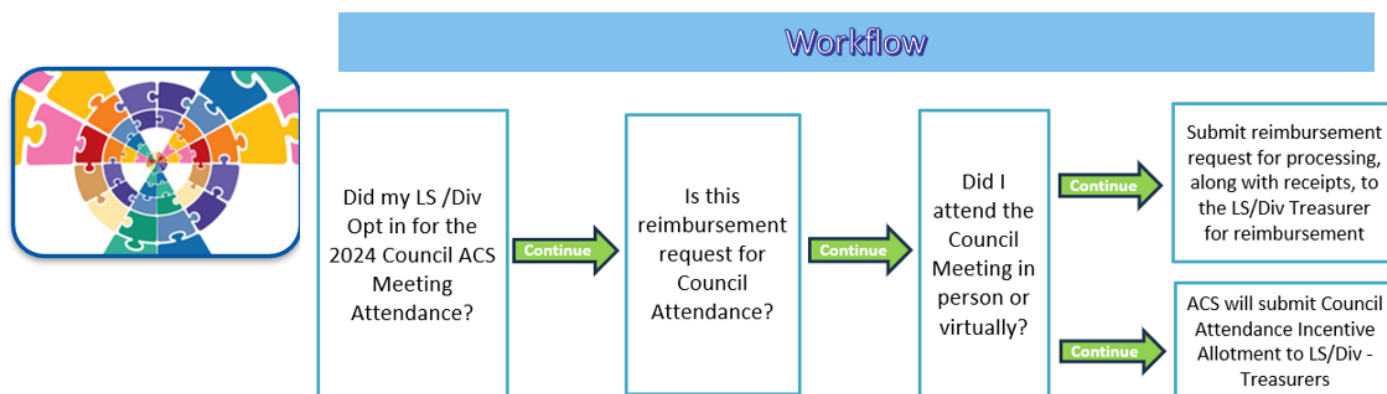 Workflow
Did my LS /Div
Opt in for the
2024 Council ACS
Meeting
Attendance?
Continue
Is this
reimbursement
request for
Council
Attendance?
Continue
Did I
attend the
Council
Meeting in
person or
virtually?
Continue
Submit reimbursement
request for processing,
along with receipts, to
the LS/Div Treasurer
for reimbursement
Continue
ACS will submit Council
Attendance Incentive
Allotment to LS/Div -
Treasurers